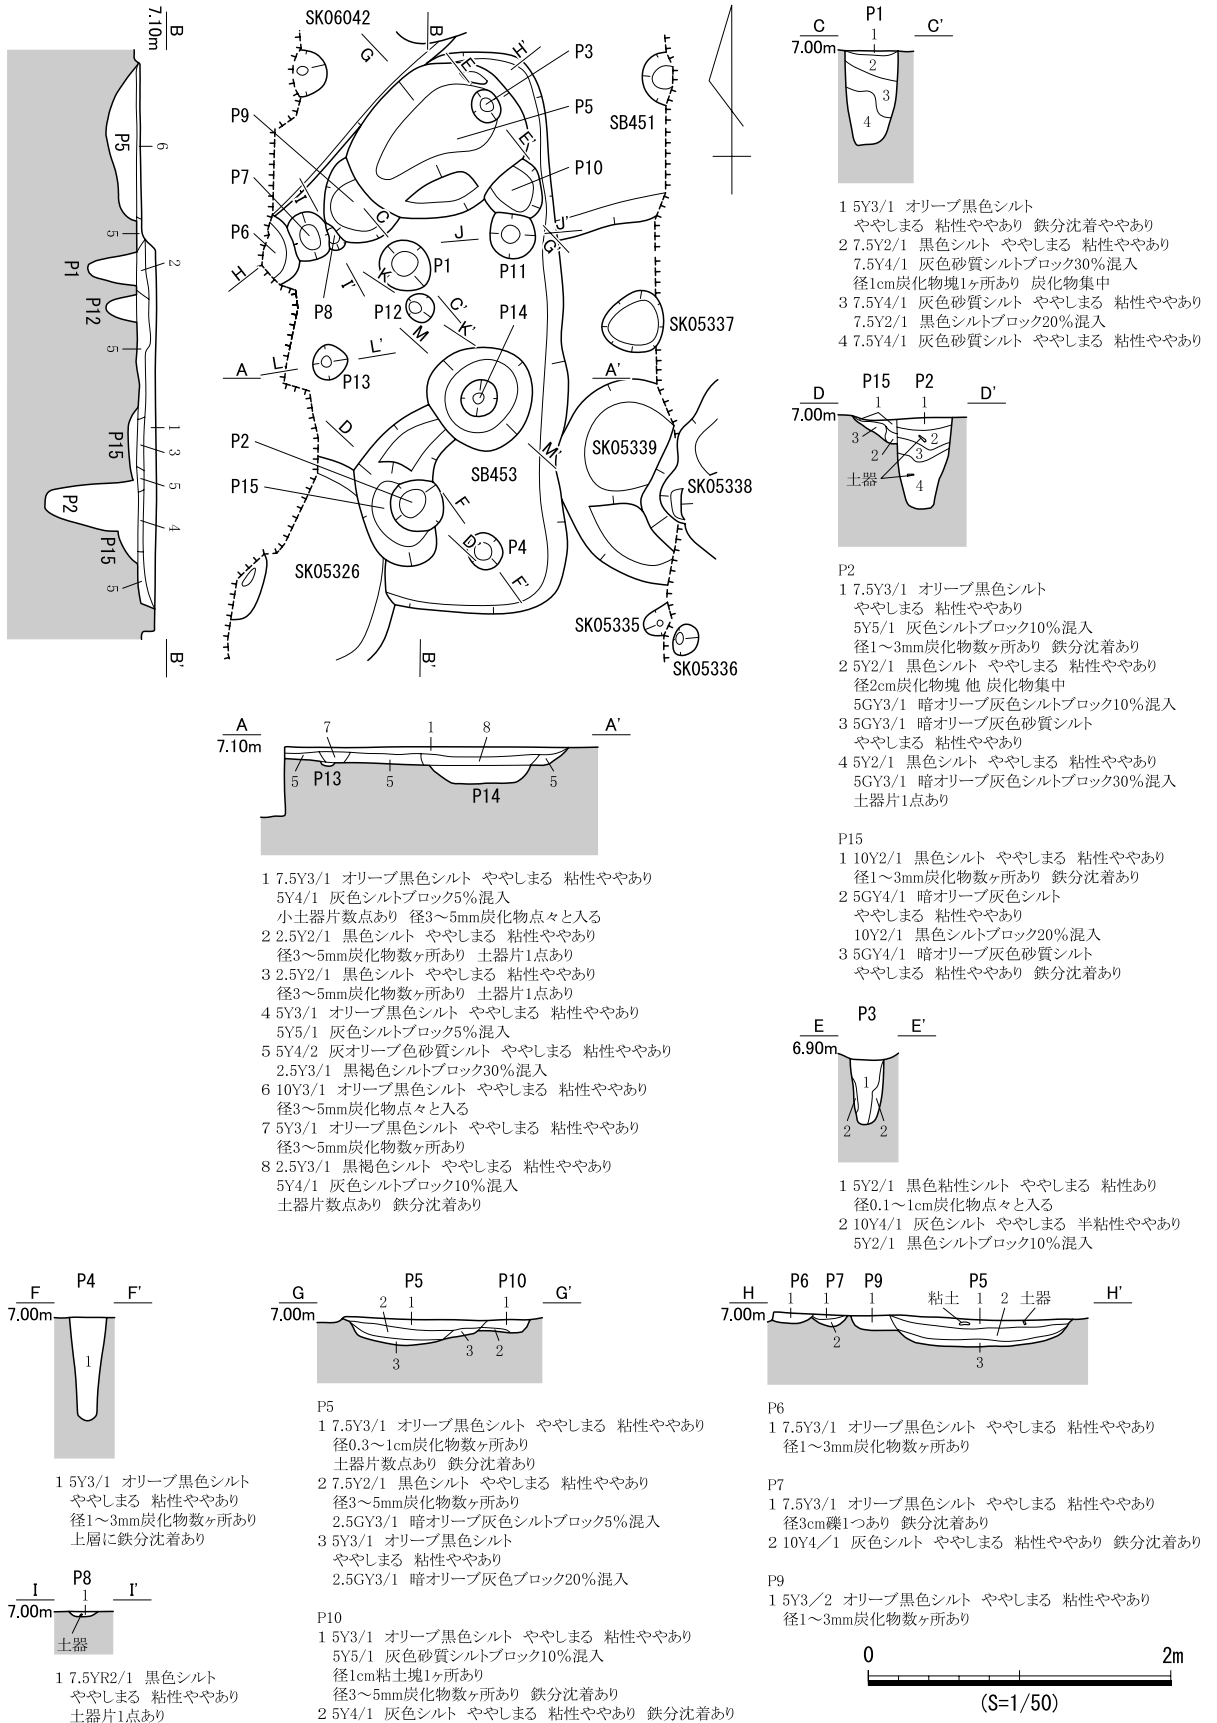 B
7.10m
P5
6
5
P1
2
P12
5
1
P15
3
5
P2
4
P15
5
B'
SK06042
B
G
H'
E
P3
P9
P5
SB451
E'
P7
I
P10
C
J
J'
P6
G'
H
K
P1
P11
I'
P8
P12
C'
K'
P14
M
SK05337
L
L'
P13
A
A'
D
M'
SK05339
P2
SB453
SK05338
P15
F
D'
P4
F'
SK05326
SK05335
SK05336
B'
A
A'
7.10m
7
1
8
5
P13
5
P14
5
1 7.5Y3/1 オリーブ黒色シルト ややしまる 粘性ややあり
5Y4/1 灰色シルトブロック5%混入
小土器片数点あり 径3～5mm炭化物点々と入る
2 2.5Y2/1 黒色シルト ややしまる 粘性ややあり
径3～5mm炭化物数ヶ所あり 土器片1点あり
3 2.5Y2/1 黒色シルト ややしまる 粘性ややあり
径3～5mm炭化物数ヶ所あり 土器片1点あり
4 5Y3/1 オリーブ黒色シルト ややしまる 粘性ややあり
5Y5/1 灰色シルトブロック5%混入
5 5Y4/2 灰オリーブ色砂質シルト ややしまる 粘性ややあり
2.5Y3/1 黒褐色シルトブロック30%混入
6 10Y3/1 オリーブ黒色シルト ややしまる 粘性ややあり
径3～5mm炭化物点々と入る
7 5Y3/1 オリーブ黒色シルト ややしまる 粘性ややあり
径3～5mm炭化物数ヶ所あり
8 2.5Y3/1 黒褐色シルト ややしまる 粘性ややあり
5Y4/1 灰色シルトブロック10%混入
土器片数点あり 鉄分沈着あり
P1
C
1
C'
7.00m
2
3
4
1 5Y3/1 オリーブ黒色シルト
ややしまる 粘性ややあり 鉄分沈着ややあり
2 7.5Y2/1 黒色シルト ややしまる 粘性ややあり
7.5Y4/1 灰色砂質シルトブロック30%混入
径1cm炭化物塊1ヶ所あり 炭化物集中
3 7.5Y4/1 灰色砂質シルト ややしまる 粘性ややあり
7.5Y2/1 黒色シルトブロック20%混入
4 7.5Y4/1 灰色砂質シルト ややしまる 粘性ややあり
P15 P2
D
1
1
D'
7.00m
3
2
2
3
土器
4
P2
1 7.5Y3/1 オリーブ黒色シルト
ややしまる 粘性ややあり
5Y5/1 灰色シルトブロック10%混入
径1～3mm炭化物数ヶ所あり 鉄分沈着あり
2 5Y2/1 黒色シルト ややしまる 粘性ややあり
径2cm炭化物塊 他 炭化物集中
5GY3/1 暗オリーブ灰色シルトブロック10%混入
3 5GY3/1 暗オリーブ灰色砂質シルト
ややしまる 粘性ややあり
4 5Y2/1 黒色シルト ややしまる 粘性ややあり
5GY3/1 暗オリーブ灰色シルトブロック30%混入
土器片1点あり
P15
1 10Y2/1 黒色シルト ややしまる 粘性ややあり
径1～3mm炭化物数ヶ所あり 鉄分沈着あり
2 5GY4/1 暗オリーブ灰色シルト
ややしまる 粘性ややあり
10Y2/1 黒色シルトブロック20%混入
3 5GY4/1 暗オリーブ灰色砂質シルト
ややしまる 粘性ややあり 鉄分沈着あり
P3
E
E'
6.90m
1
2
2
1 5Y2/1 黒色粘性シルト ややしまる 粘性あり
径0.1～1cm炭化物点々と入る
2 10Y4/1 灰色シルト ややしまる 半粘性ややあり
5Y2/1 黒色シルトブロック10%混入
P4
F
F'
7.00m
1
1 5Y3/1 オリーブ黒色シルト
ややしまる 粘性ややあり
径1～3mm炭化物数ヶ所あり
上層に鉄分沈着あり
P8
I
1
I'
7.00m
土器
1 7.5YR2/1 黒色シルト
ややしまる 粘性ややあり
土器片1点あり
P5 P10
G
2
1
1
G'
7.00m
3
3
2
P5
1 7.5Y3/1 オリーブ黒色シルト ややしまる 粘性ややあり
径0.3～1cm炭化物数ヶ所あり
土器片数点あり 鉄分沈着あり
2 7.5Y2/1 黒色シルト ややしまる 粘性ややあり
径3～5mm炭化物数ヶ所あり
2.5GY3/1 暗オリーブ灰色シルトブロック5%混入
3 5Y3/1 オリーブ黒色シルト
ややしまる 粘性ややあり
2.5GY3/1 暗オリーブ灰色ブロック20%混入
P10
1 5Y3/1 オリーブ黒色シルト ややしまる 粘性ややあり
5Y5/1 灰色砂質シルトブロック10%混入
径1cm粘土塊1ヶ所あり
径3～5mm炭化物数ヶ所あり 鉄分沈着あり
2 5Y4/1 灰色シルト ややしまる 粘性ややあり 鉄分沈着あり
P6 P7 P9 P5
H
1
1
1
粘土
1
2
土器
H'
7.00m
2
3
P6
1 7.5Y3/1 オリーブ黒色シルト ややしまる 粘性ややあり
径1～3mm炭化物数ヶ所あり
P7
1 7.5Y3/1 オリーブ黒色シルト ややしまる 粘性ややあり
径3cm礫1つあり 鉄分沈着あり
2 10Y4／1 灰色シルト ややしまる 粘性ややあり 鉄分沈着あり
P9
1 5Y3／2 オリーブ黒色シルト ややしまる 粘性ややあり
径1～3mm炭化物数ヶ所あり
0
2m
(S=1/50)